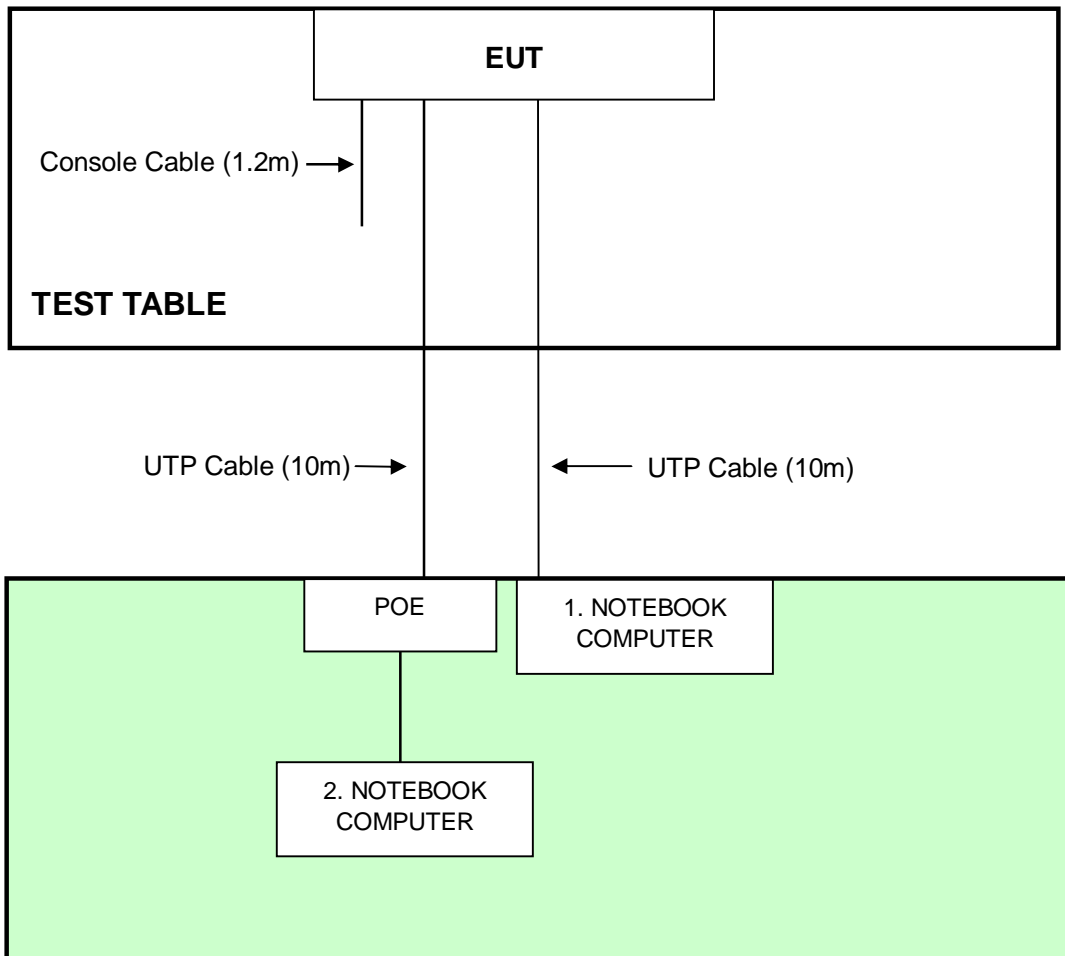 EUT
Console Cable (1.2m)
TEST TABLE
UTP Cable (10m)
UTP Cable (10m)
POE
1. NOTEBOOK
COMPUTER
2. NOTEBOOK
COMPUTER